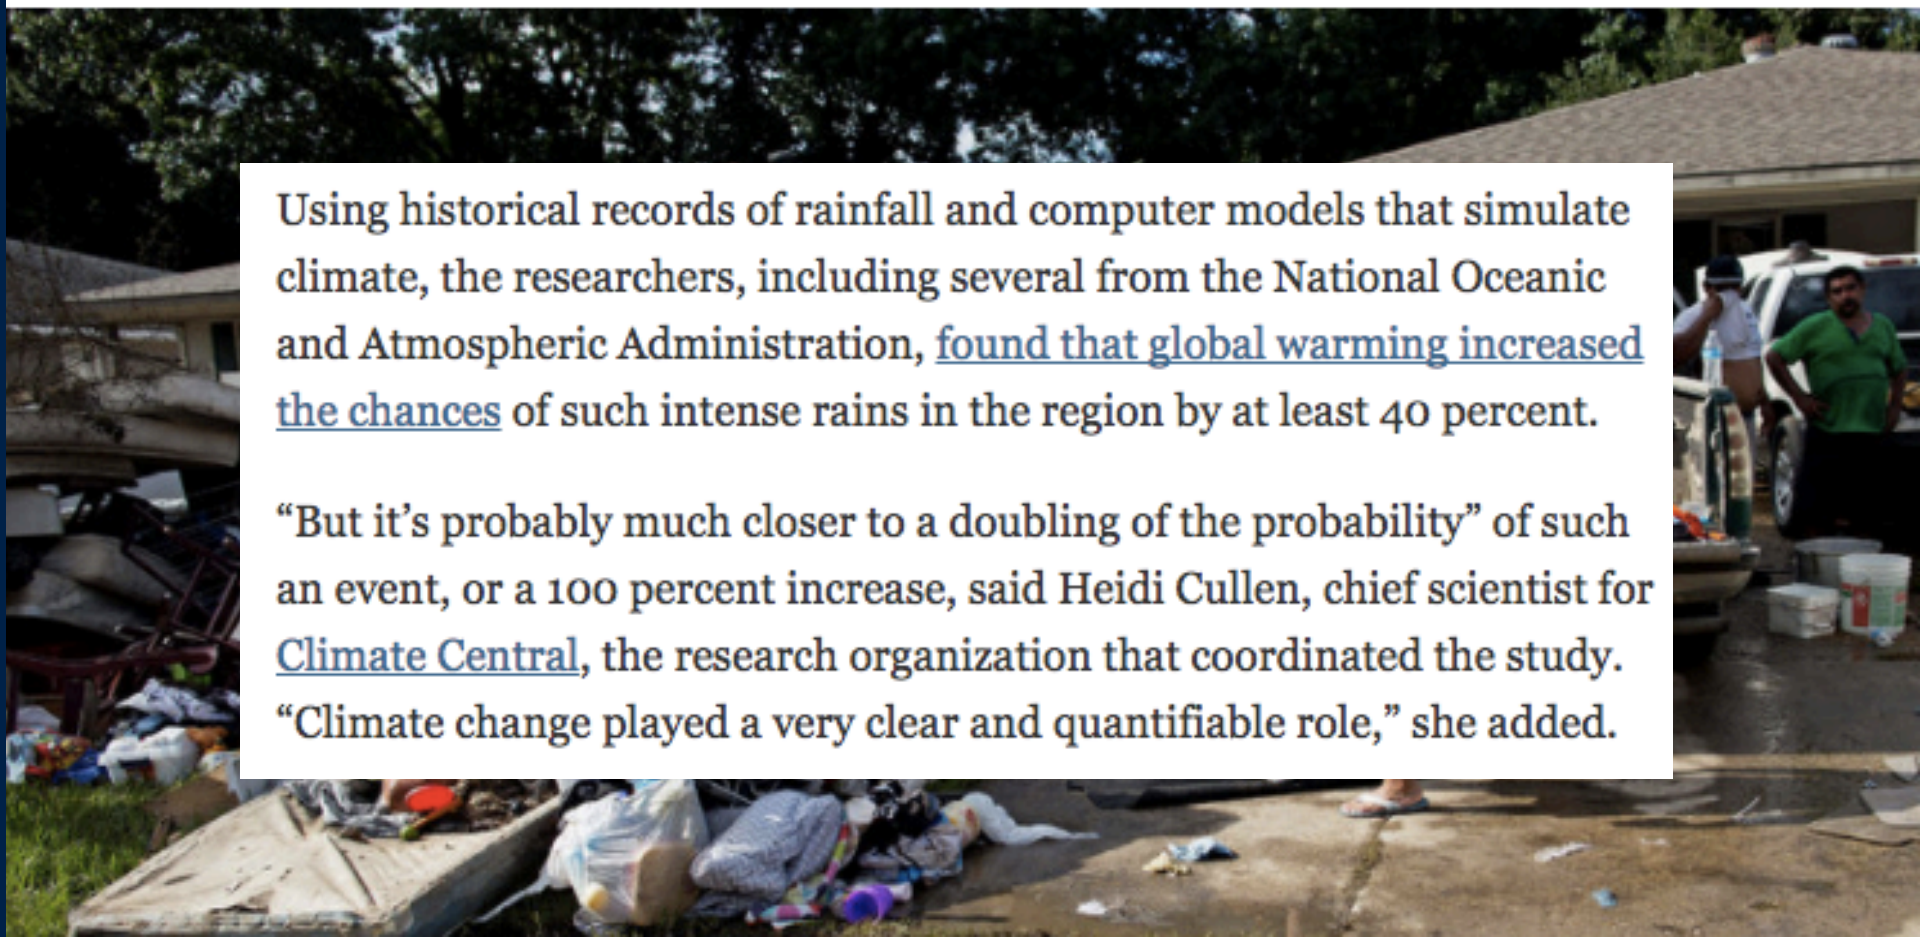 Using historical records of rainfall and computer models that simulate
climate, the researchers, including several from the National Oceanic
and Atmospheric Administration, found that global warming increased
the chances of such intense rains in the region by at least 40 percent.
“But it’s probably much closer to a doubling of the probability” of such
an event, or a 100 percent increase, said Heidi Cullen, chief scientist for
Climate Central, the research organization that coordinated the study.
“Climate change played a very clear and quantifiable role,” she added.